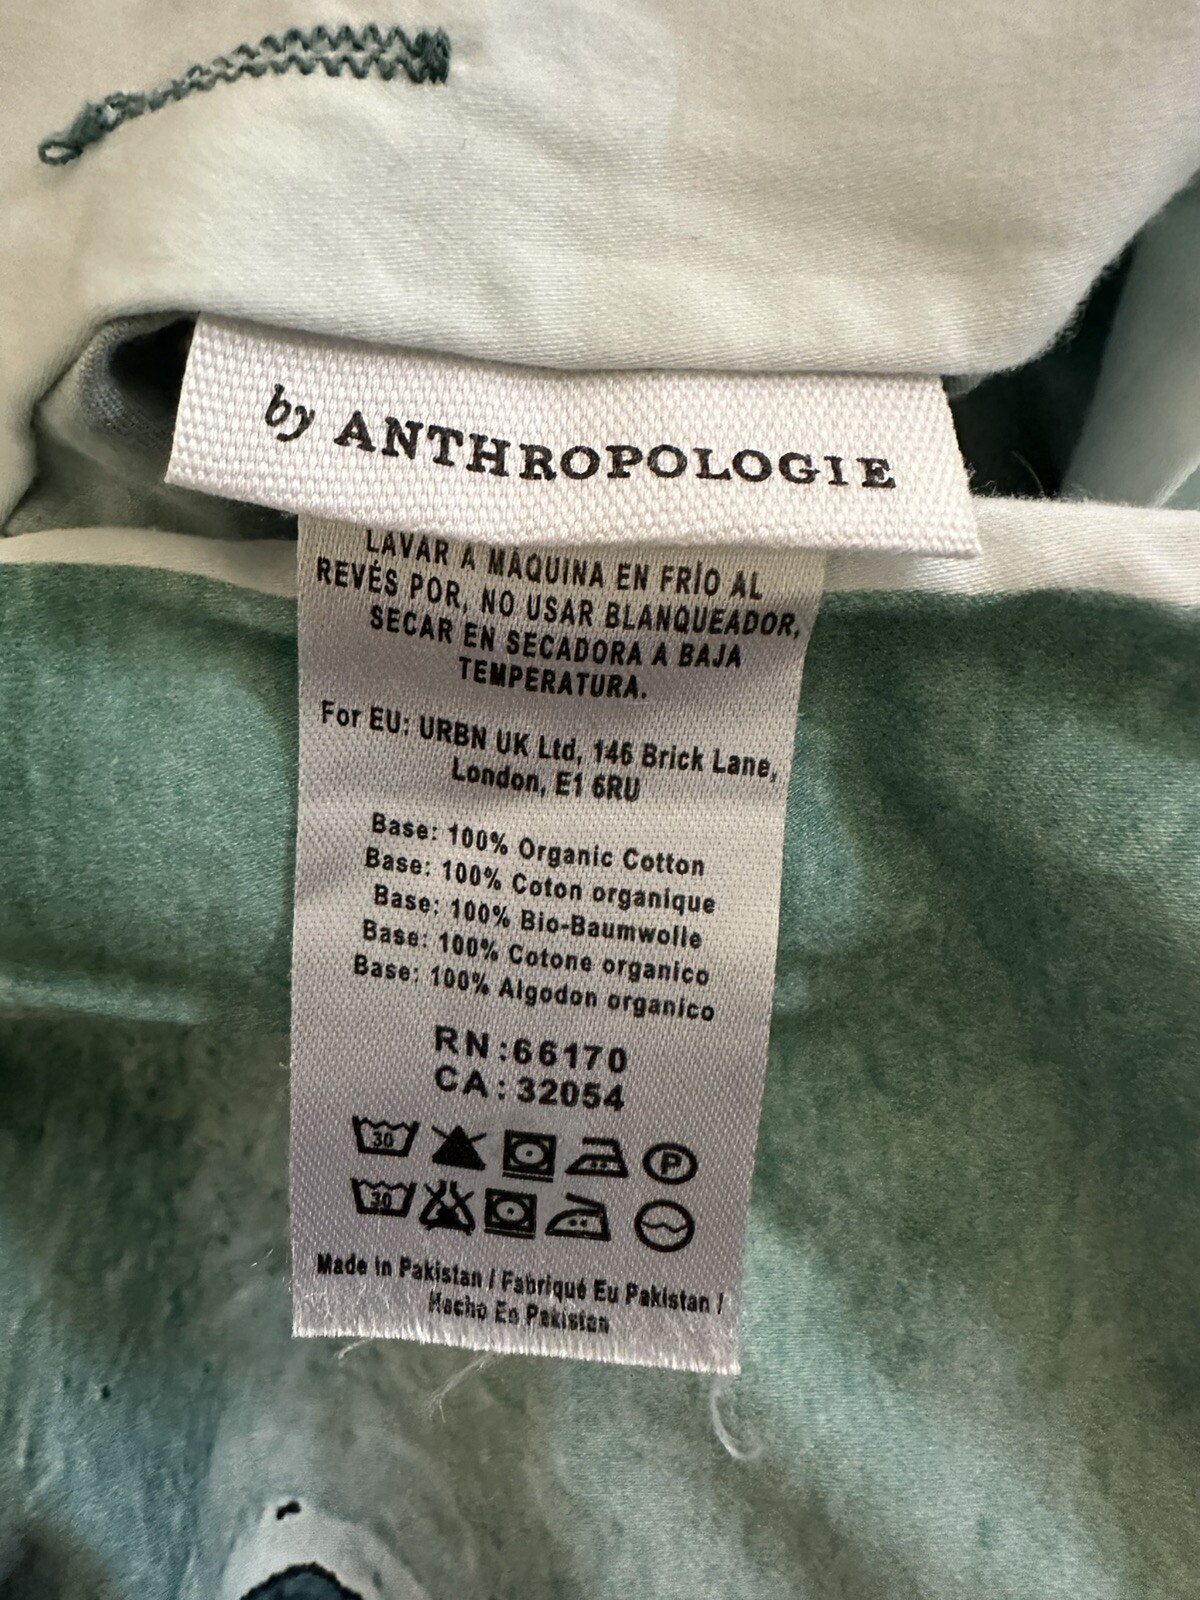 by ANTHROPOLOGIE
LAVAR A MÁQUINA EN FRÍO AL
REVÉS POR, NO USAR BLANQUEADOR,
SECAR EN SECADORA A BAJA
TEMPERATURA.
For EU: URBN UK Ltd, 146 Brick Lane,
London, E1 6RU
Base: 100% Organic Cotton
Base: 100% Coton organique
Base: 100% Bio-Baumwolle
Base: 100% Cotone organico
Base: 100% Algodon organico
RN:66170
CA:32054
30 P
30
Made in Pakistan / Fabriqué Eu Pakistan /
Hecho En Pakistan